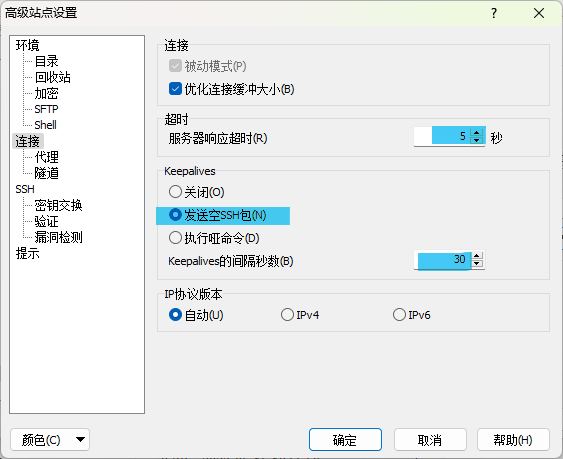 高级站点设置
环境
目录
回收站
加密
SFTP
Shell
连接
代理
隧道
SSH
密钥交换
验证
漏洞检测
提示
连接
被动模式(P)
优化连接缓冲大小(B)
超时
服务器响应超时(R) 5 秒
Keepalives
关闭(O)
发送空SSH包(N)
执行哑命令(D)
Keepalives的间隔秒数(B) 30
IP协议版本
自动(U) IPv4 IPv6
颜色(C) 确定 取消 帮助(H)